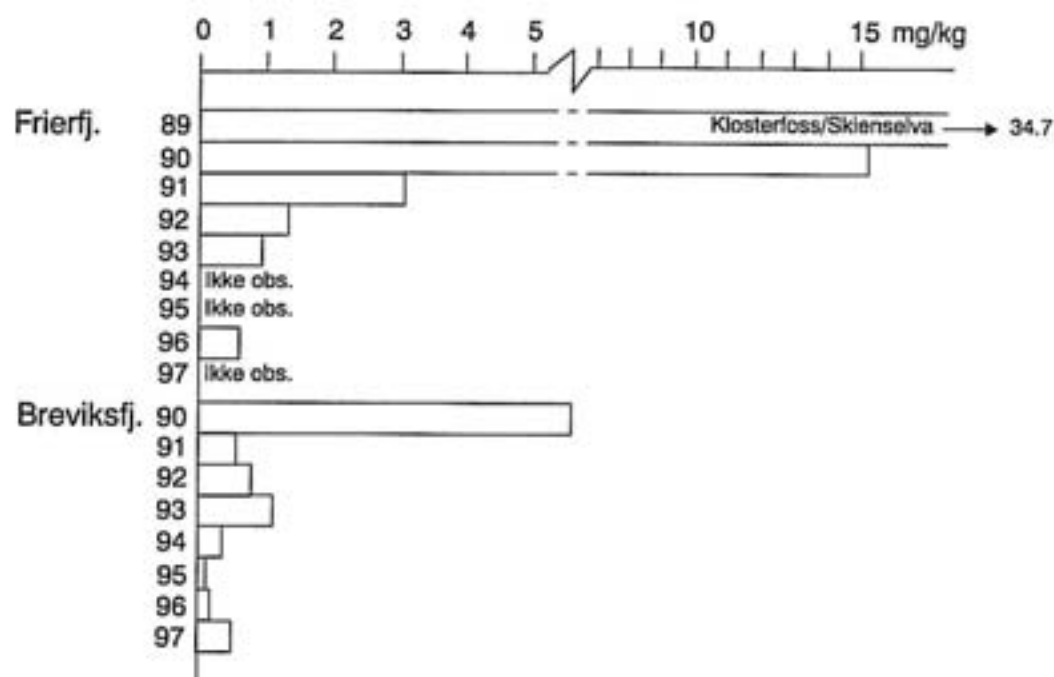 0 1 2 3 4 5 10 15 mg/kg
Frierfj. 89 Klosterfoss/Skienselva 34.7
90
91
92
93
94 Ikke obs.
95 Ikke obs.
96
97 Ikke obs.
Breviksfj. 90
91
92
93
94
95
96
97